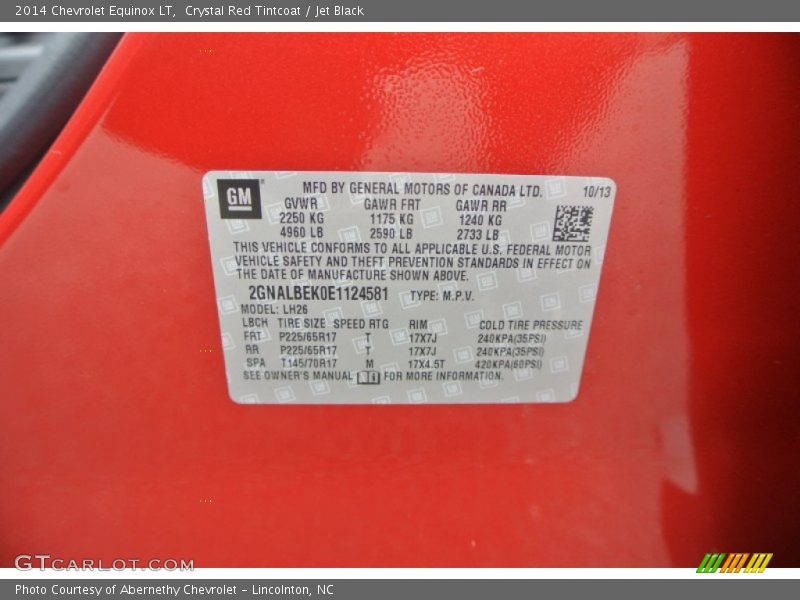 2014 Chevrolet Equinox LT,  Crystal Red Tintcoat / Jet Black
GM
MFD BY GENERAL MOTORS OF CANADA LTD. 10/13
GVWR GAWR FRT GAWR RR
2250 KG 1175 KG 1240 KG
4960 LB 2590 LB 2733 LB
THIS VEHICLE CONFORMS TO ALL APPLICABLE U.S. FEDERAL MOTOR
VEHICLE SAFETY AND THEFT PREVENTION STANDARDS IN EFFECT ON
THE DATE OF MANUFACTURE SHOWN ABOVE.
2GNALBEK0E1124581 TYPE: M.P.V.
MODEL: LH26
LBCH TIRE SIZE SPEED RTG RIM COLD TIRE PRESSURE
FRT P225/65R17 T 17X7J 240KPA(35PSI)
RR P225/65R17 T 17X7J 240KPA(35PSI)
SPA T145/70R17 M 17X4.5T 420KPA(60PSI)
SEE OWNER'S MANUAL FOR MORE INFORMATION.
GTCARLOT.COM
Photo Courtesy of Abernethy Chevrolet – Lincolnton, NC